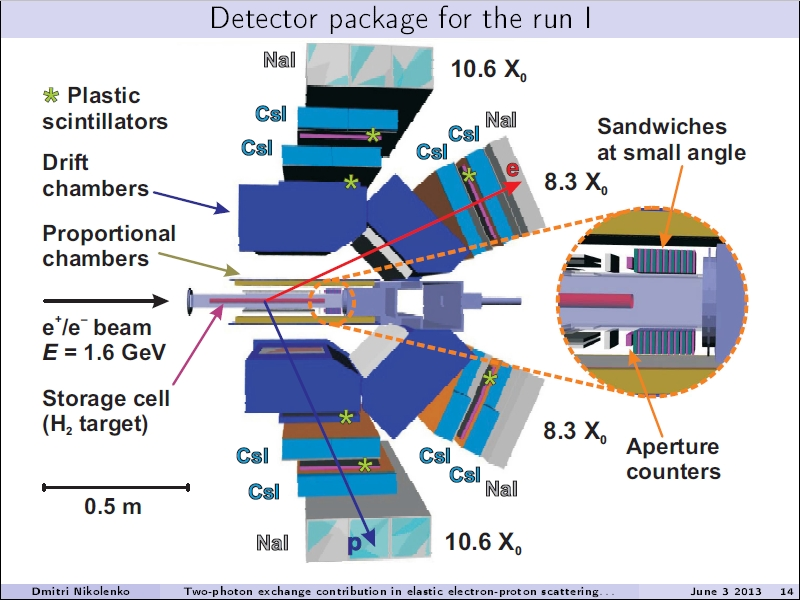 Detector package for the run I
NaI
10.6 X0
* Plastic
scintillators
CsI
CsI
Drift
chambers
CsI
CsI
NaI
e
8.3 X0
Sandwiches
at small angle
Proportional
chambers
e+/e− beam
E = 1.6 GeV
Storage cell
(H2 target)
0.5 m
CsI
CsI
NaI
p
10.6 X0
CsI
CsI
NaI
8.3 X0
Aperture
counters
Dmitri Nikolenko
Two-photon exchange contribution in elastic electron-proton scattering...
June 3 2013
14